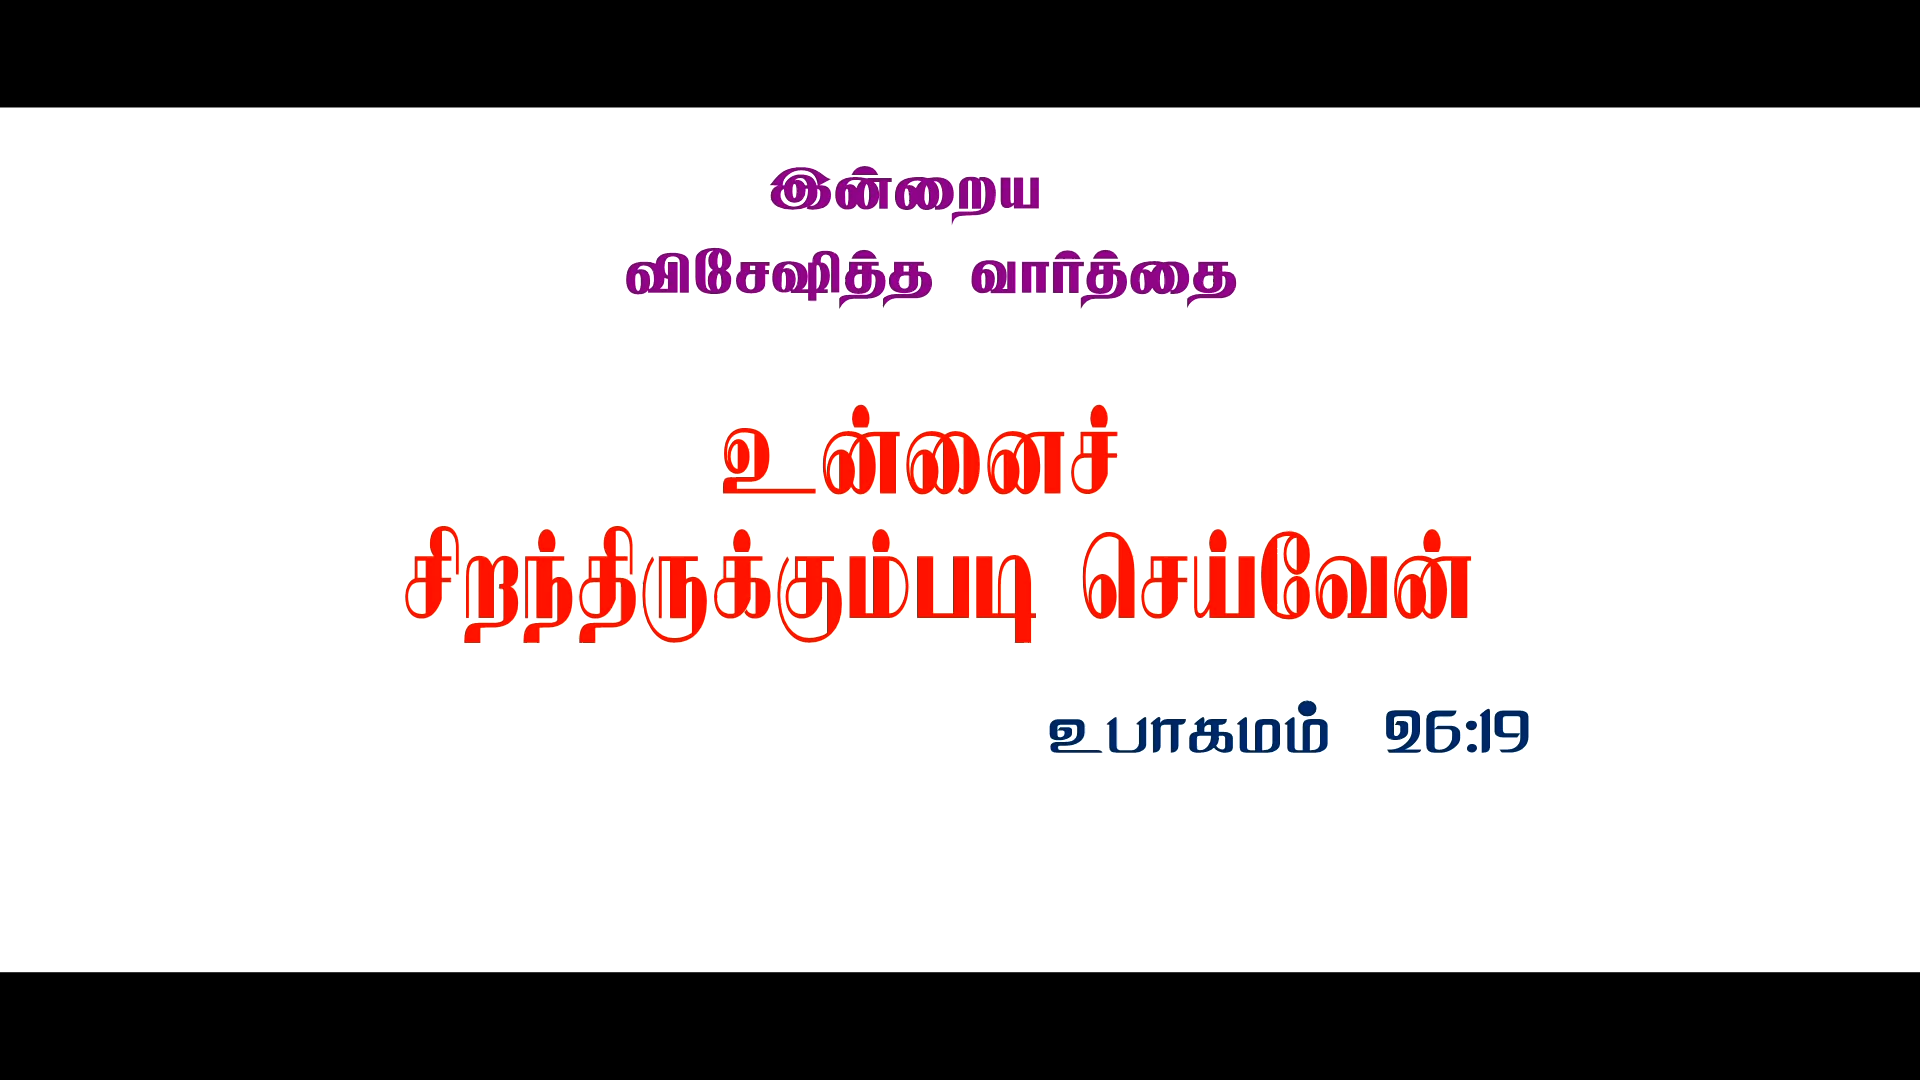 இன்றைய
விசேஷித்த வார்த்தை
உன்னைச்
சிறந்திருக்கும்படி செய்வேன்
உபாகமம் 26:19